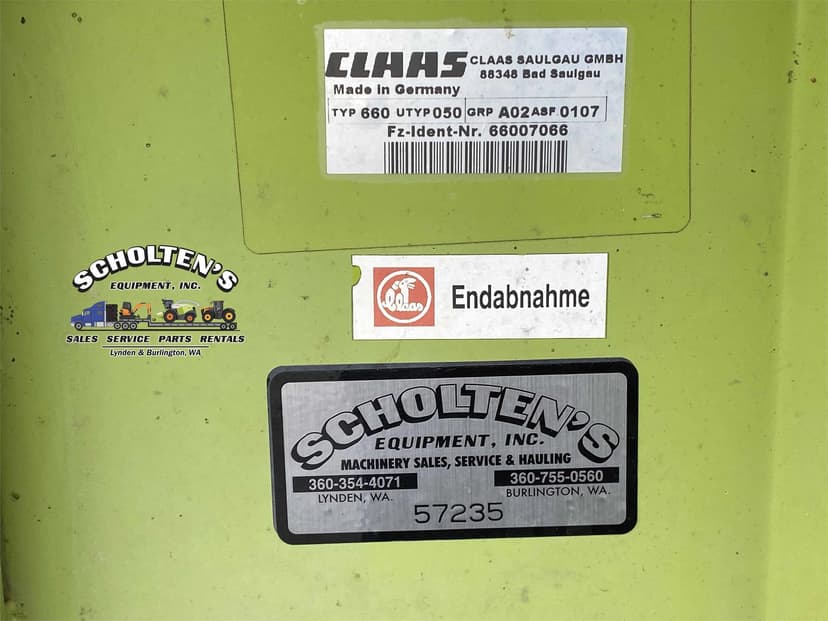 CLAAS CLAAS SAULGAU GMBH
88348 Bad Saulgau
Made in Germany
TYP 660 UTYP 050 GRP A02 ASF 0107
Fz-Ident-Nr. 66007066
SCHOLTEN'S
EQUIPMENT, INC.
SALES SERVICE PARTS RENTALS
Lynden & Burlington, WA
claas
Endabnahme
SCHOLTEN'S
EQUIPMENT, INC.
MACHINERY SALES, SERVICE & HAULING
360-354-4071 360-755-0560
LYNDEN, WA. BURLINGTON, WA.
57235